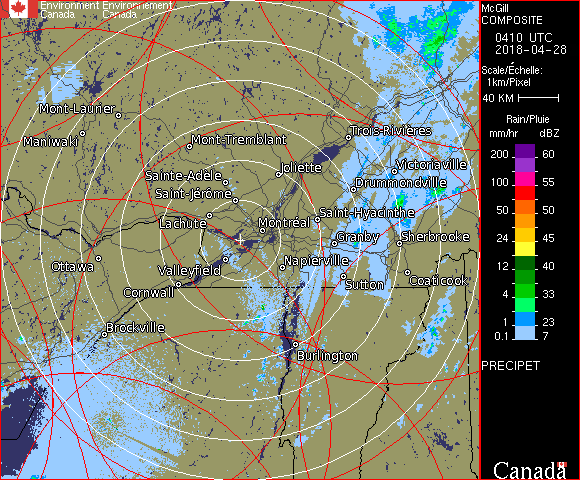 Environment Environnement
Canada Canada
McGill
COMPOSITE
0410 UTC
2018-04-28
Scale/Échelle:
1km/Pixel
40 KM
Rain/Pluie
mm/hr dBZ
200 60
150 57
100 55
50 50
24 45
12 40
4 33
1 23
0.1 7
PRECIPET
Canada
Mont-Laurier
Maniwaki
Mont-Tremblant
Trois-Rivières
Joliette
Victoriaville
Sainte-Adèle
Drummondville
Saint-Jérôme
Lachute
Saint-Hyacinthe
Montréal
Granby
Sherbrooke
Ottawa
Valleyfield
Napierville
Cornwall
Sutton
Coaticook
Brockville
Burlington